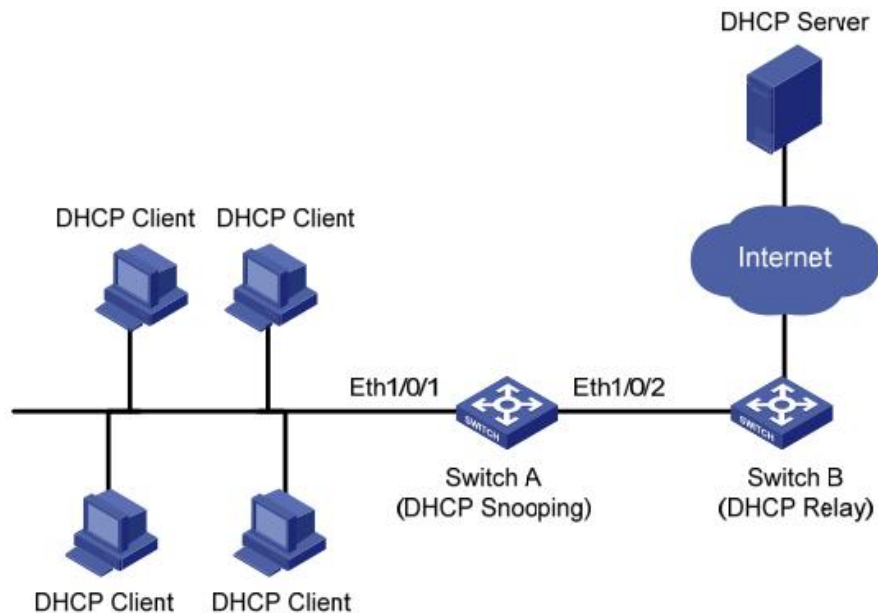 DHCP Server
DHCP Client
DHCP Client
Internet
Eth1/0/1
Eth1/0/2
SWITCH
SWITCH
Switch A
(DHCP Snooping)
Switch B
(DHCP Relay)
DHCP Client
DHCP Client